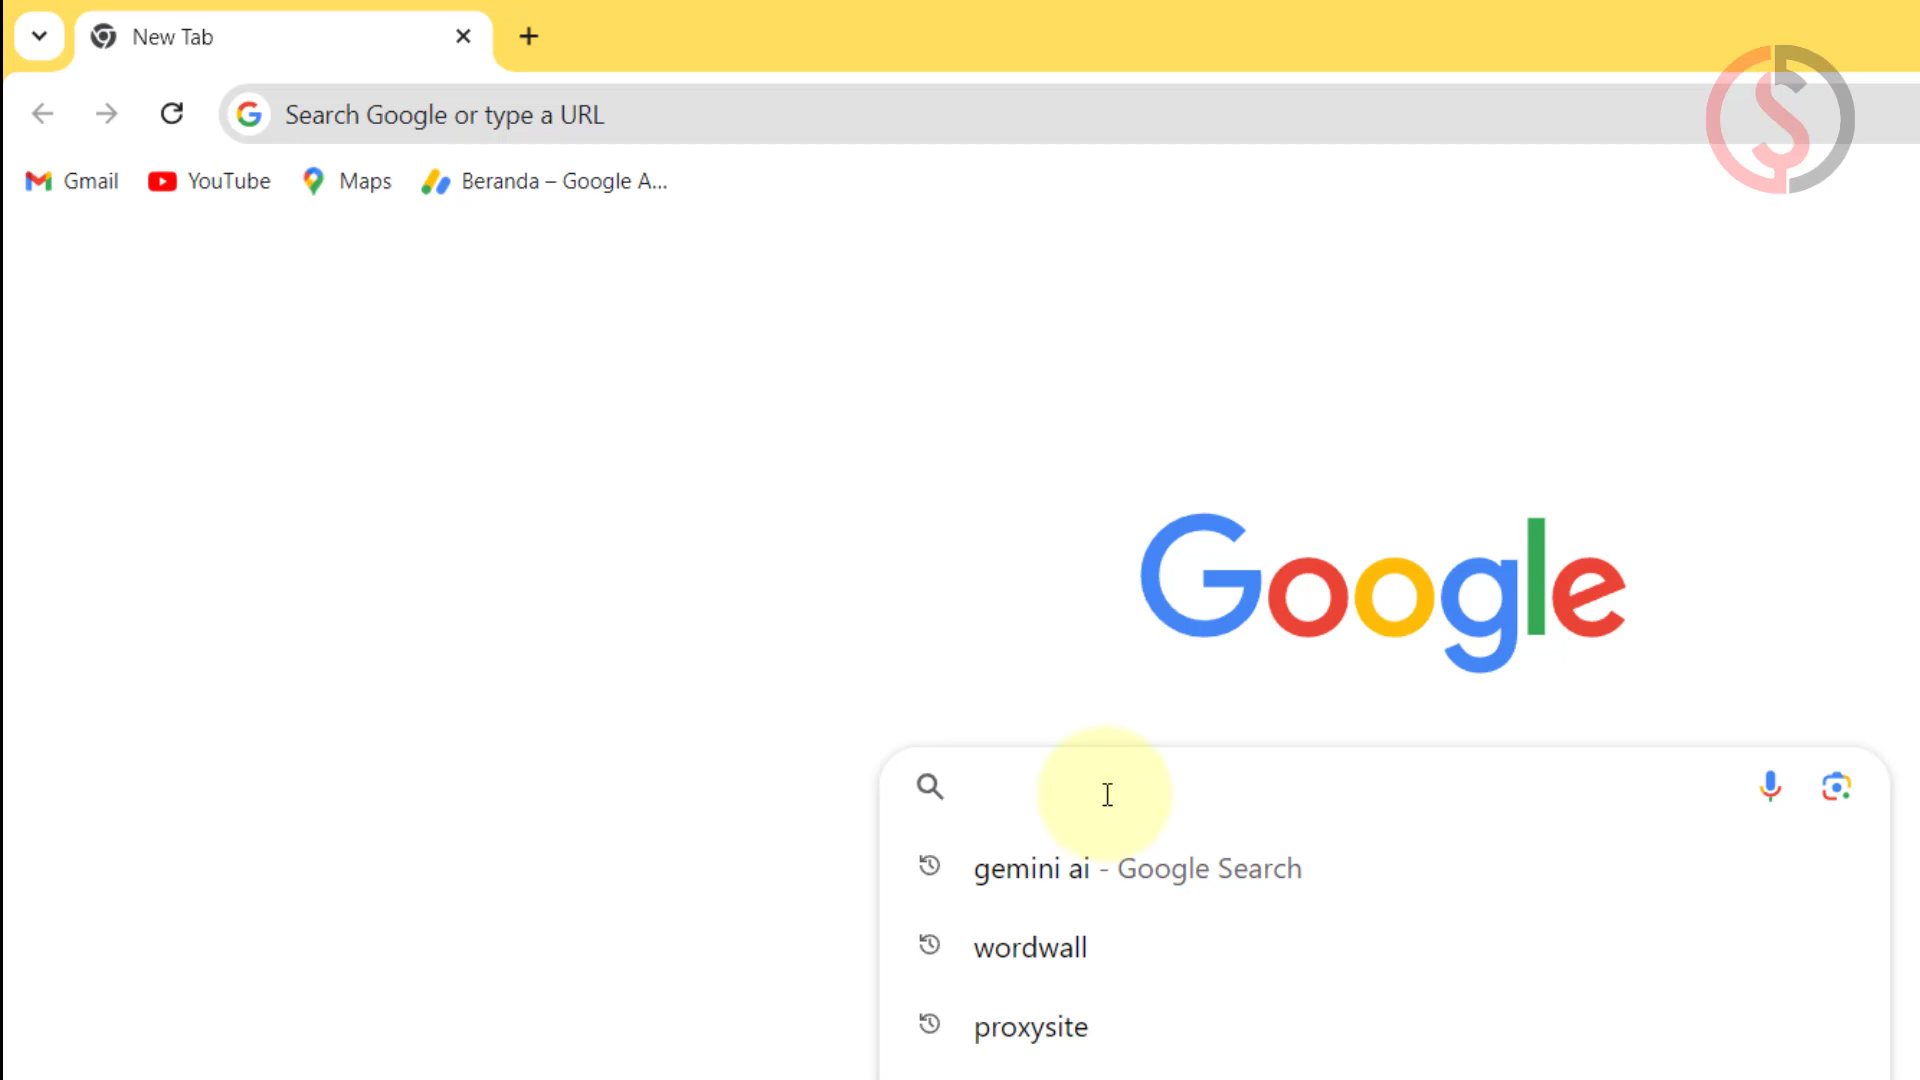 New Tab
Search Google or type a URL
Gmail YouTube Maps Beranda – Google A...
Google
gemini ai - Google Search
wordwall
proxysite